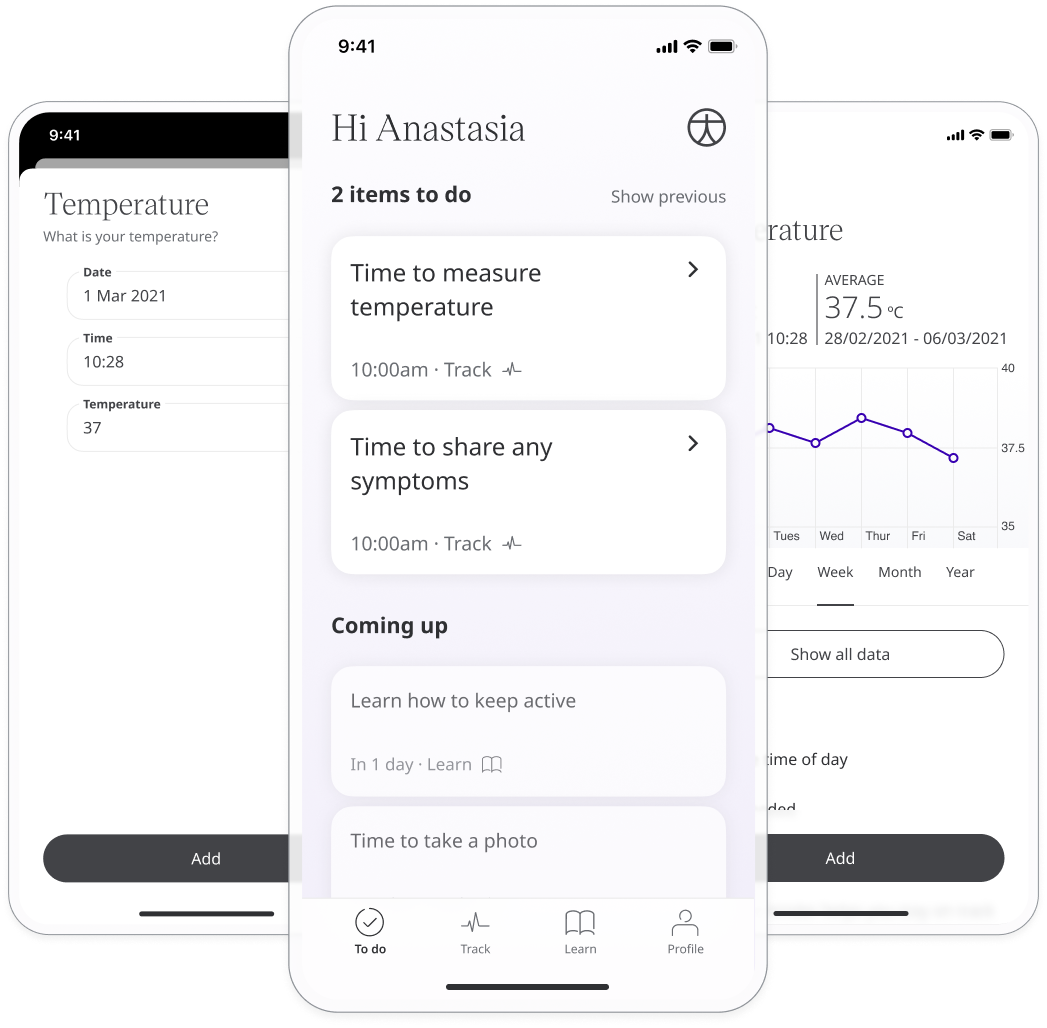 9:41
Temperature
What is your temperature?
Date
1 Mar 2021
Time
10:28
Temperature
37
Add
9:41
Hi Anastasia
2 items to do
Show previous
Time to measure
temperature
10:00am · Track
Time to share any
symptoms
10:00am · Track
Coming up
Learn how to keep active
In 1 day · Learn
Time to take a photo
To do
Track
Learn
Profile
erature
AVERAGE
37.5 ºC
10:28
28/02/2021 - 06/03/2021
40
37.5
35
Tues Wed Thur Fri Sat
Day Week Month Year
Show all data
time of day
Add